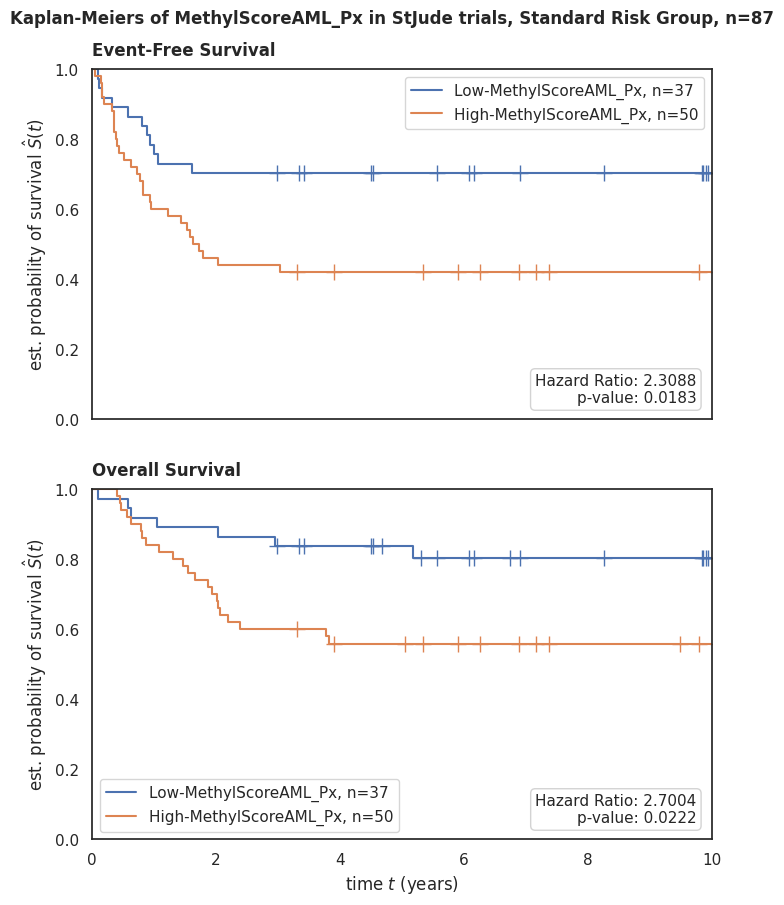 Kaplan-Meiers of MethylScoreAML_Px in StJude trials, Standard Risk Group, n=87
Event-Free Survival
1.0
0.8
0.6
0.4
0.2
0.0
est. probability of survival Ŝ(t)
Low-MethylScoreAML_Px, n=37
High-MethylScoreAML_Px, n=50
Hazard Ratio: 2.3088
p-value: 0.0183
Overall Survival
1.0
0.8
0.6
0.4
0.2
0.0
est. probability of survival Ŝ(t)
Low-MethylScoreAML_Px, n=37
High-MethylScoreAML_Px, n=50
Hazard Ratio: 2.7004
p-value: 0.0222
0 2 4 6 8 10
time t (years)